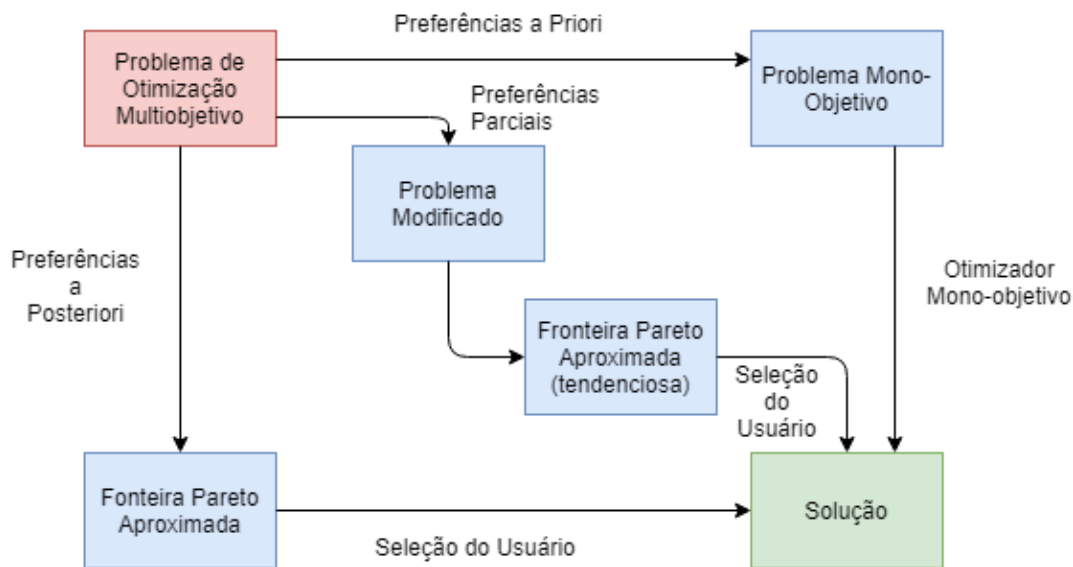 Preferências a Priori
Problema de
Otimização
Multiobjetivo
Problema Mono-
Objetivo
Preferências
Parciais
Problema
Modificado
Preferências
a
Posteriori
Otimizador
Mono-objetivo
Fronteira Pareto
Aproximada
(tendenciosa)
Seleção
do
Usuário
Fonteira Pareto
Aproximada
Solução
Seleção do Usuário